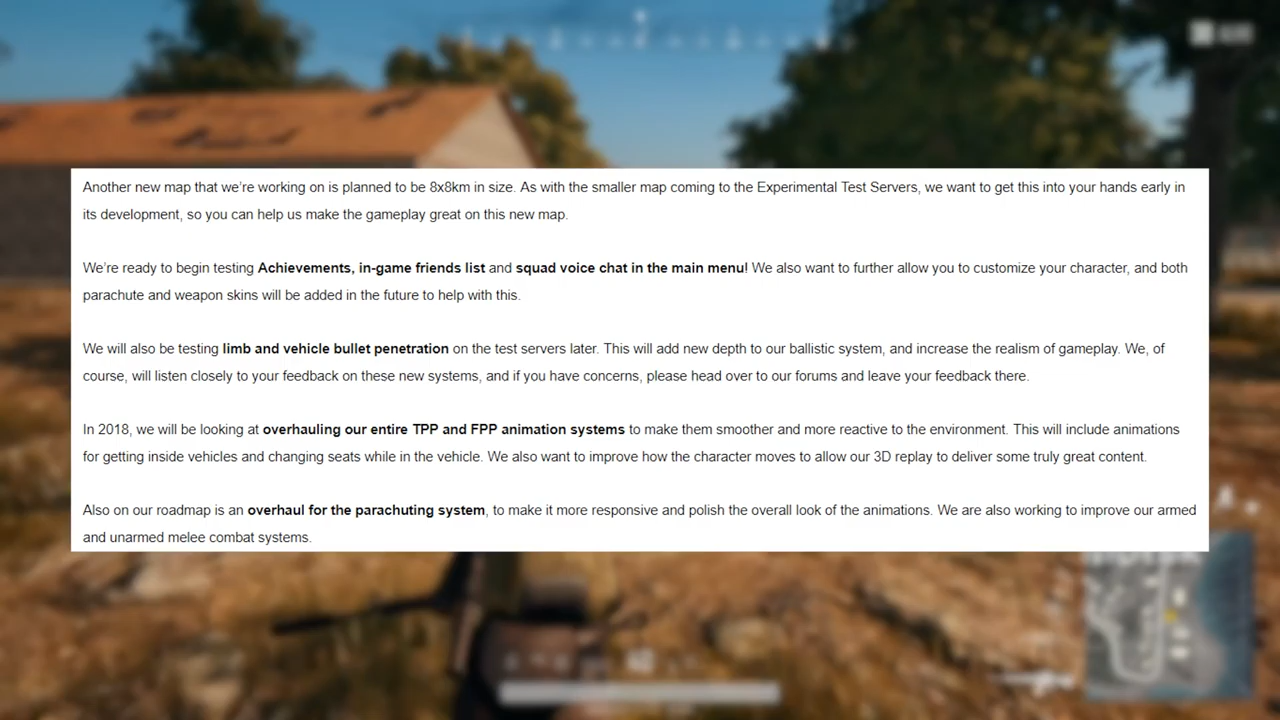 Another new map that we're working on is planned to be 8x8km in size. As with the smaller map coming to the Experimental Test Servers, we want to get this into your hands early in
its development, so you can help us make the gameplay great on this new map.
We're ready to begin testing Achievements, in-game friends list and squad voice chat in the main menu! We also want to further allow you to customize your character, and both
parachute and weapon skins will be added in the future to help with this.
We will also be testing limb and vehicle bullet penetration on the test servers later. This will add new depth to our ballistic system, and increase the realism of gameplay. We, of
course, will listen closely to your feedback on these new systems, and if you have concerns, please head over to our forums and leave your feedback there.
In 2018, we will be looking at overhauling our entire TPP and FPP animation systems to make them smoother and more reactive to the environment. This will include animations
for getting inside vehicles and changing seats while in the vehicle. We also want to improve how the character moves to allow our 3D replay to deliver some truly great content.
Also on our roadmap is an overhaul for the parachuting system, to make it more responsive and polish the overall look of the animations. We are also working to improve our armed
and unarmed melee combat systems.